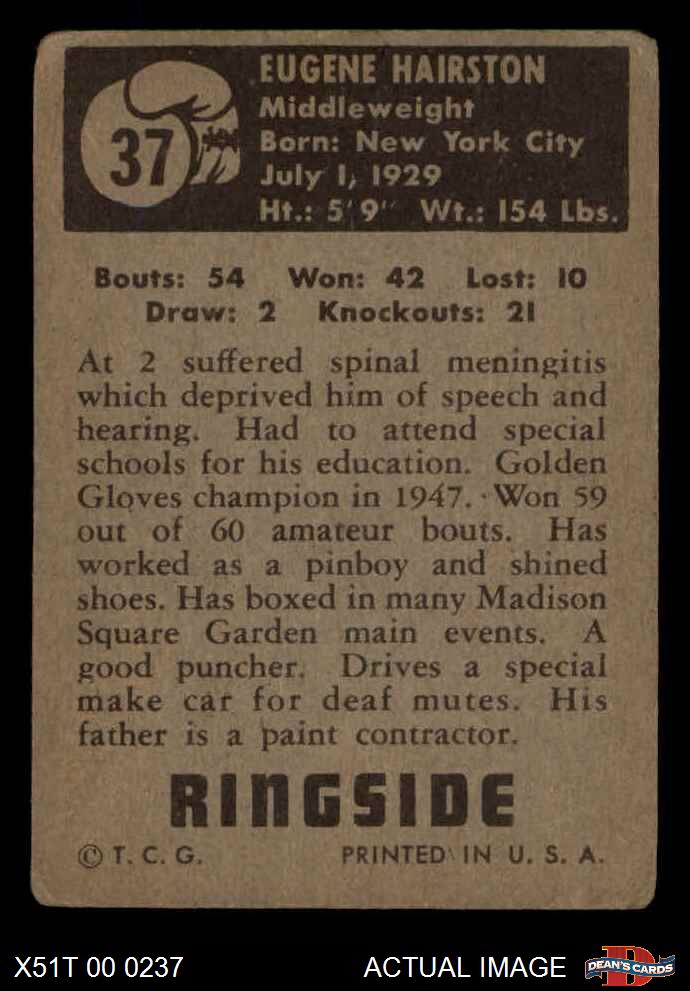 37
EUGENE HAIRSTON
Middleweight
Born: New York City
July 1, 1929
Ht.: 5' 9" Wt.: 154 Lbs.
Bouts: 54 Won: 42 Lost: 10
Draw: 2 Knockouts: 21
At 2 suffered spinal meningitis
which deprived him of speech and
hearing. Had to attend special
schools for his education. Golden
Gloves champion in 1947. Won 59
out of 60 amateur bouts. Has
worked as a pinboy and shined
shoes. Has boxed in many Madison
Square Garden main events. A
good puncher. Drives a special
make car for deaf mutes. His
father is a paint contractor.
RINGSIDE
© T. C. G. PRINTED IN U. S. A.
X51T 00 0237 ACTUAL IMAGE D DEAN'S CARDS